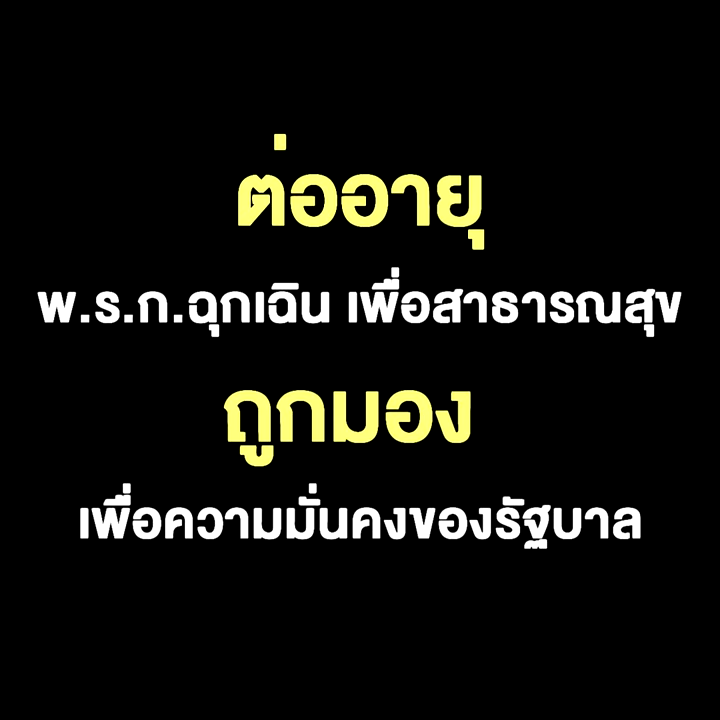 ต่ออายุ
พ.ร.ก.ฉุกเฉิน เพื่อสาธารณสุข
ถูกมอง
เพื่อความมั่นคงของรัฐบาล